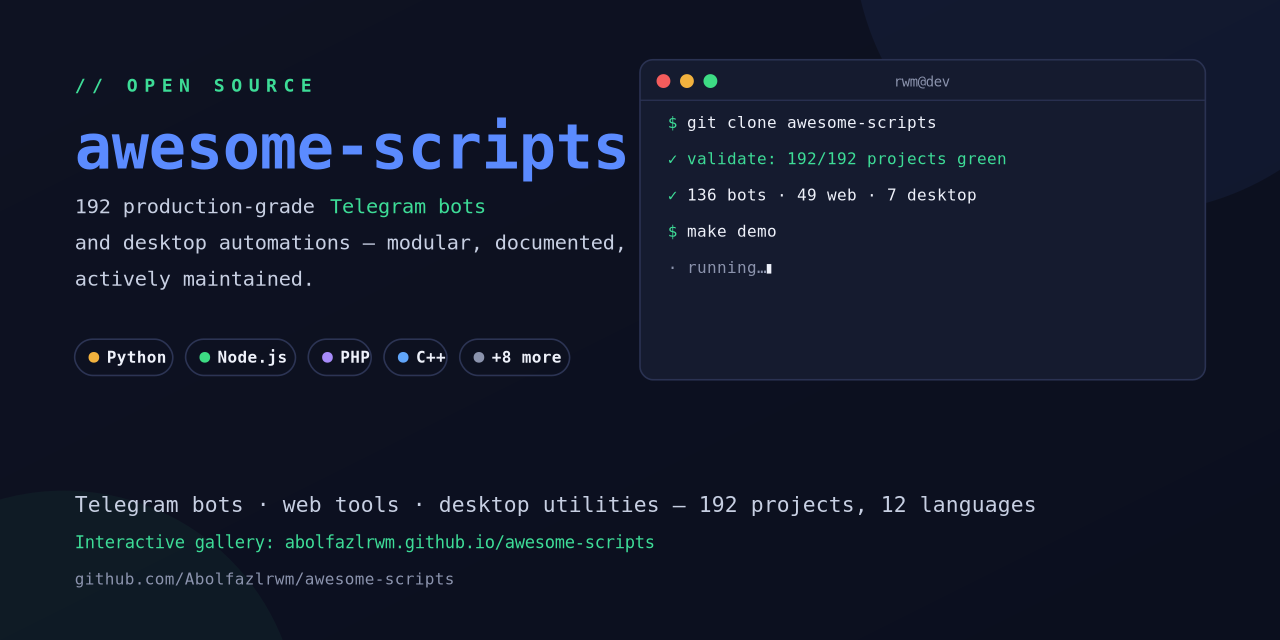 // OPEN SOURCE
awesome-scripts
192 production-grade Telegram bots
and desktop automations — modular, documented,
actively maintained.
Python
Node.js
PHP
C++
+8 more
rwm@dev
$ git clone awesome-scripts
✓ validate: 192/192 projects green
✓ 136 bots · 49 web · 7 desktop
$ make demo
· running…▮
Telegram bots · web tools · desktop utilities — 192 projects, 12 languages
Interactive gallery: abolfazlrwm.github.io/awesome-scripts
github.com/Abolfazlrwm/awesome-scripts